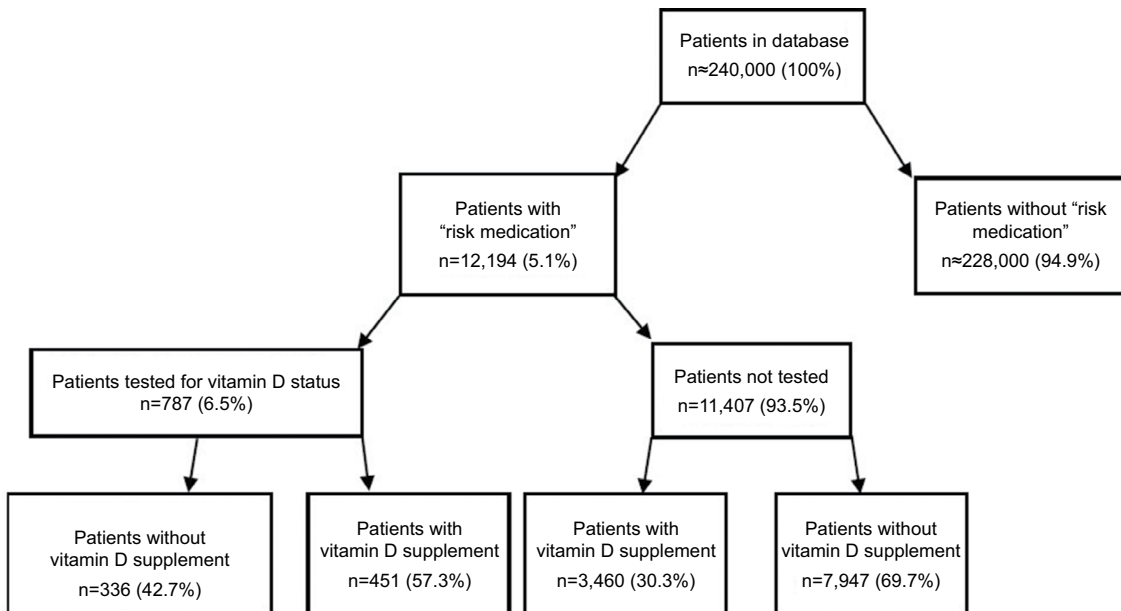 Patients in database
n≈240,000 (100%)
Patients with
“risk medication”
n=12,194 (5.1%)
Patients without “risk
medication”
n≈228,000 (94.9%)
Patients tested for vitamin D status
n=787 (6.5%)
Patients not tested
n=11,407 (93.5%)
Patients without
vitamin D supplement
n=336 (42.7%)
Patients with
vitamin D supplement
n=451 (57.3%)
Patients with
vitamin D supplement
n=3,460 (30.3%)
Patients without
vitamin D supplement
n=7,947 (69.7%)